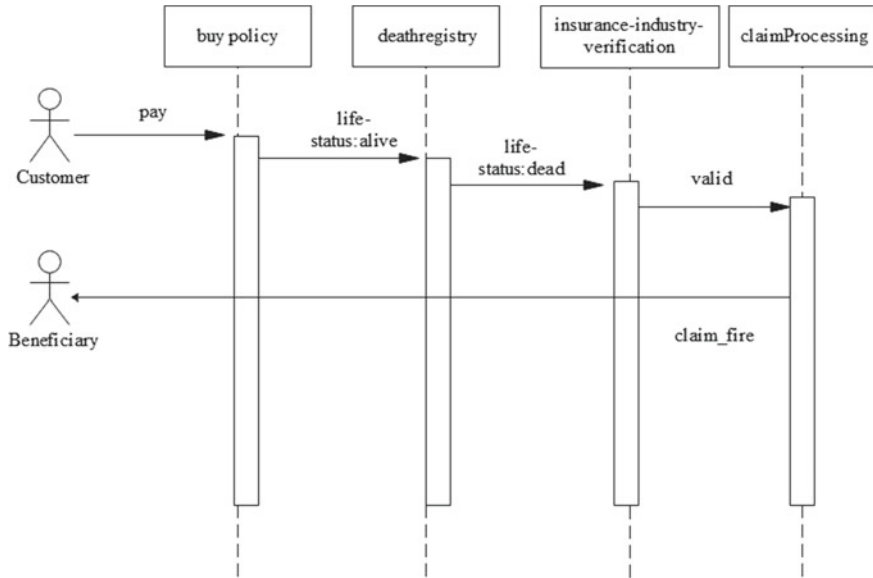 buy policy
deathregistry
insurance-industry-
verification
claimProcessing
pay
life-
status:alive
life-
status:dead
valid
Customer
Beneficiary
claim_fire